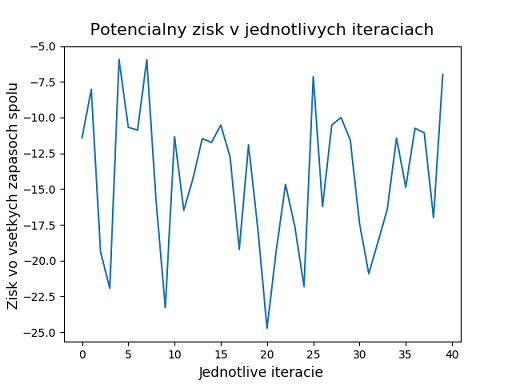 Potencialny zisk v jednotlivych iteraciach
−5.0
−7.5
−10.0
−12.5
−15.0
−17.5
−20.0
−22.5
−25.0
Zisk vo vsetkych zapasoch spolu
0 5 10 15 20 25 30 35 40
Jednotlive iteracie